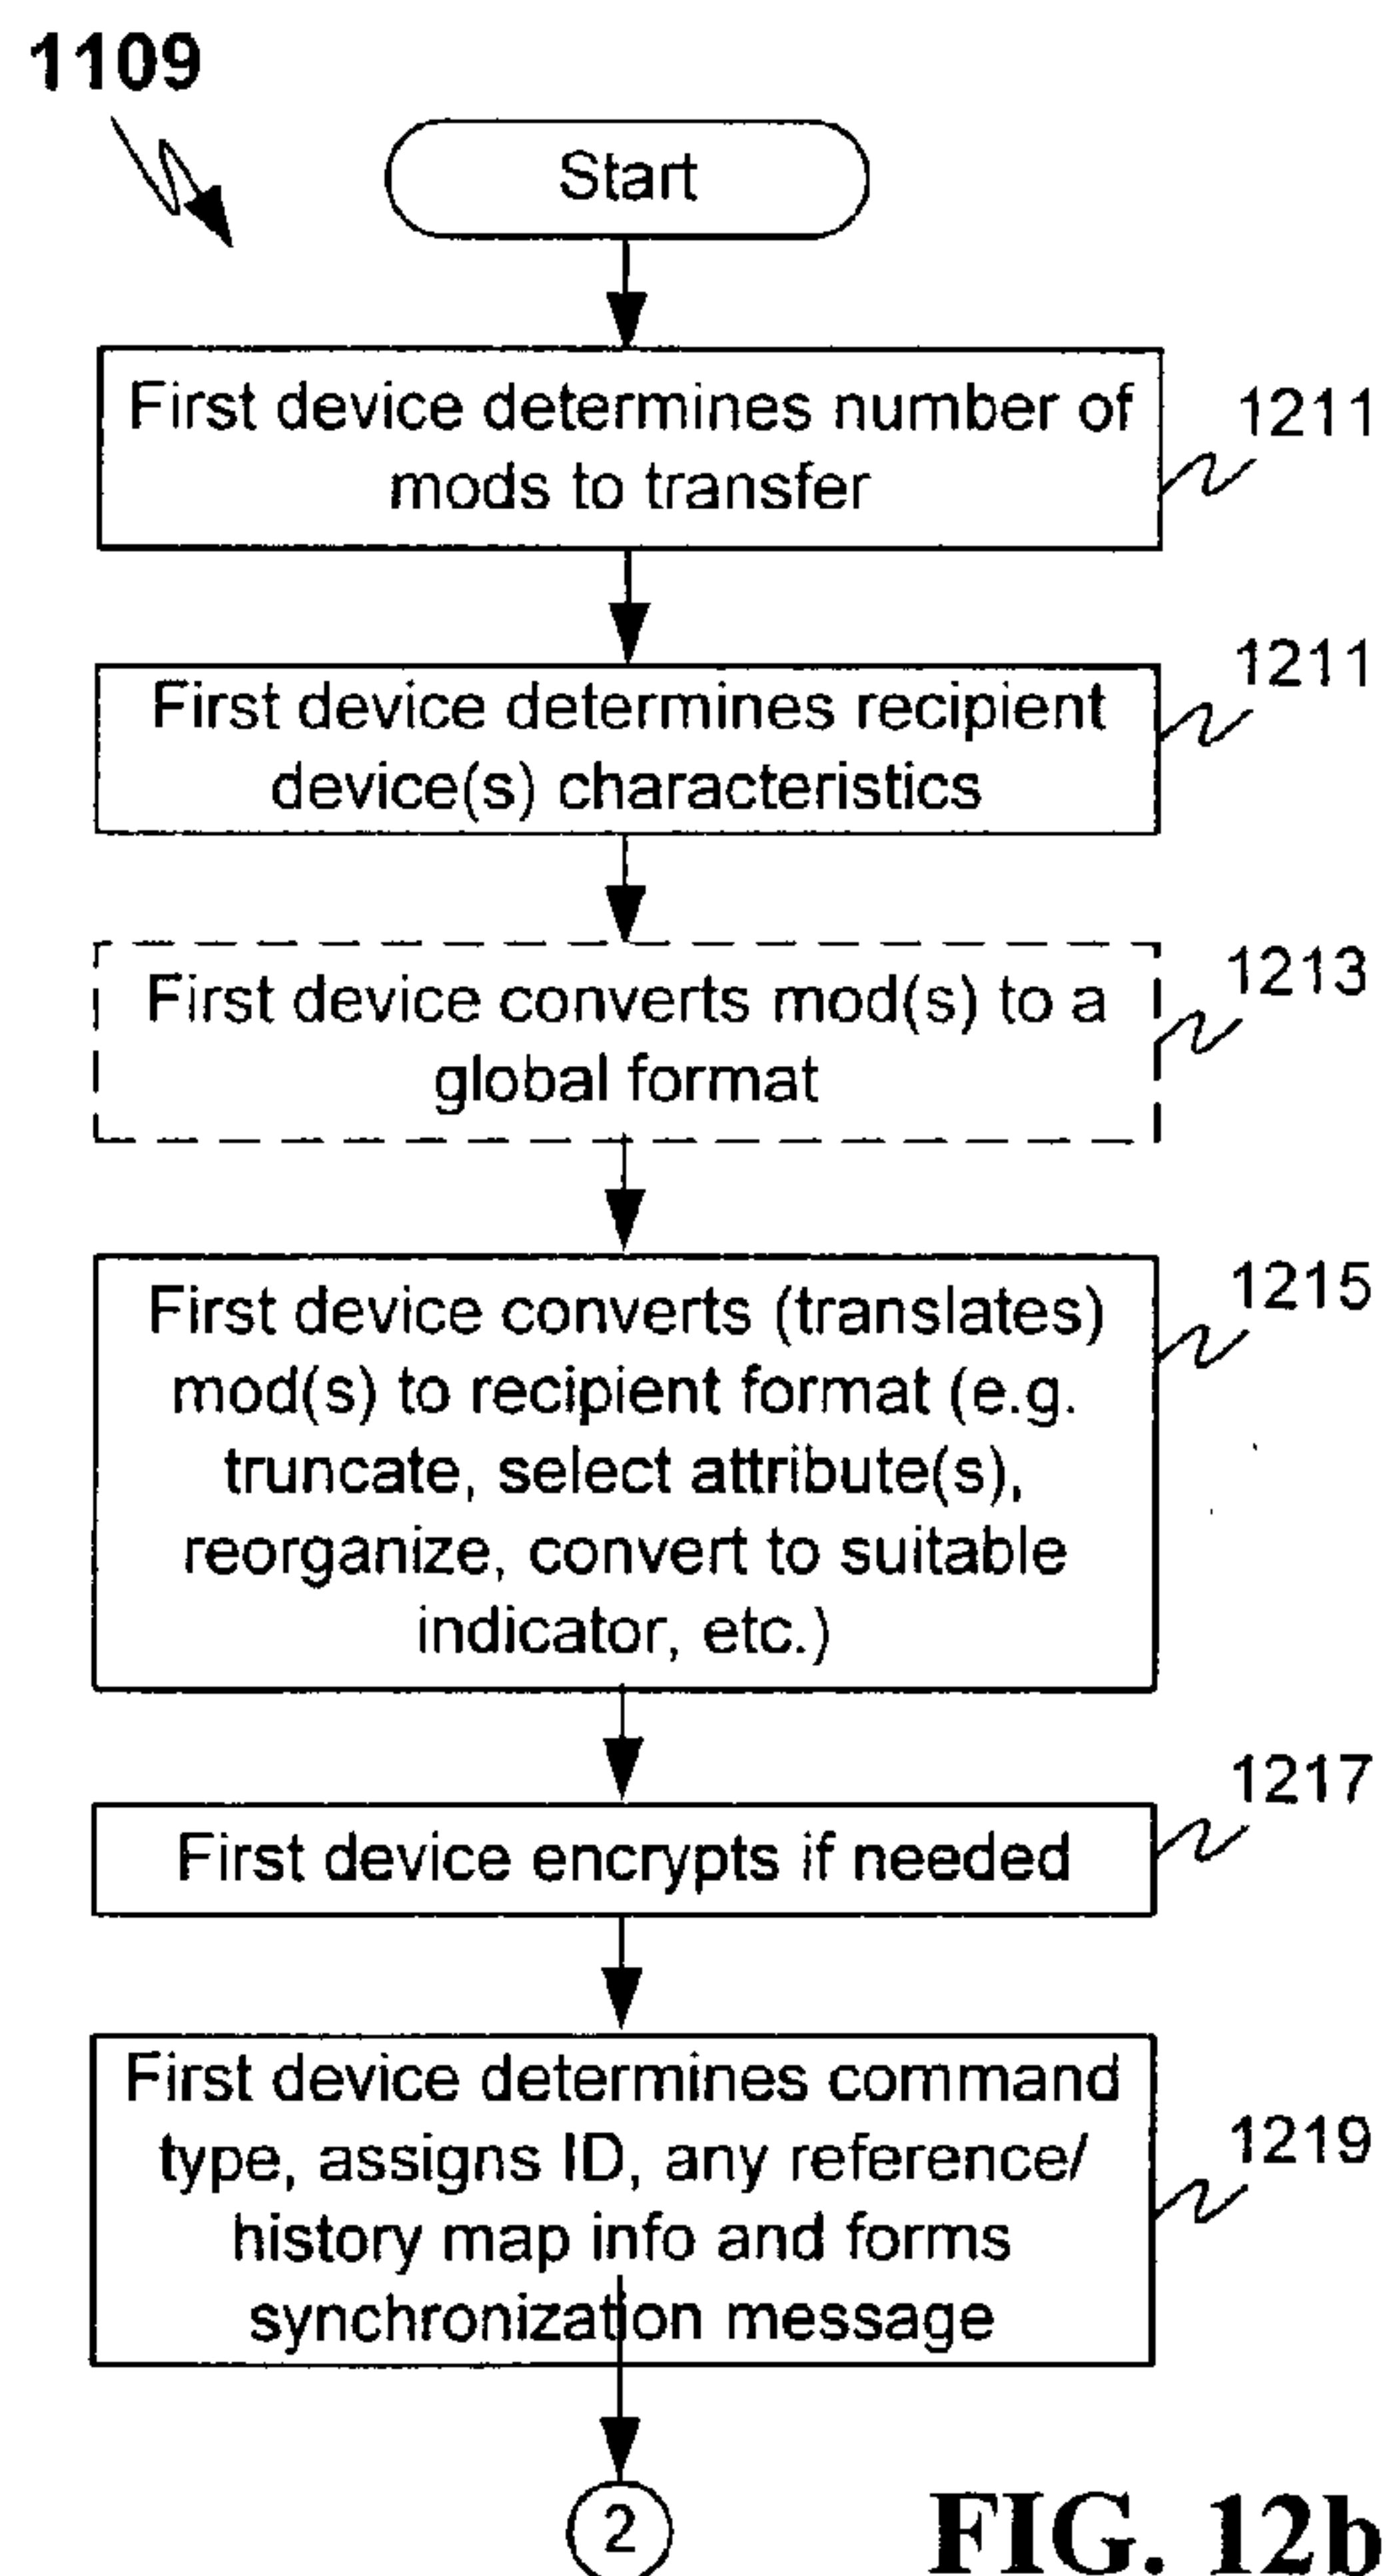 1109
Start
First device determines number of
mods to transfer
1211
First device determines recipient
device(s) characteristics
1211
First device converts mod(s) to a
global format
1213
First device converts (translates)
mod(s) to recipient format (e.g.
truncate, select attribute(s),
reorganize, convert to suitable
indicator, etc.)
1215
First device encrypts if needed
1217
First device determines command
type, assigns ID, any reference/
history map info and forms
synchronization message
1219
2
FIG. 12b